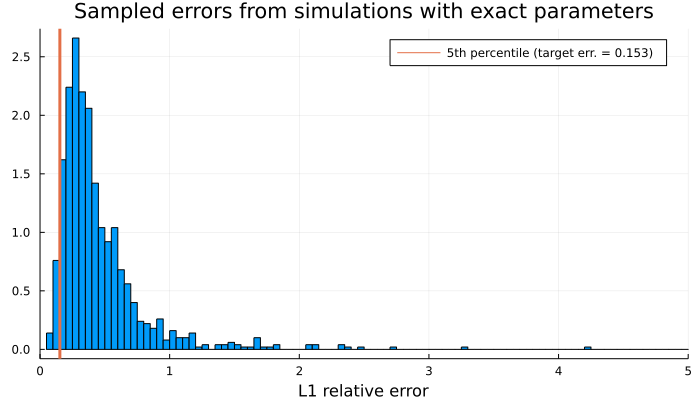 Sampled errors from simulations with exact parameters
5th percentile (target err. = 0.153)
2.5
2.0
1.5
1.0
0.5
0.0
0 1 2 3 4 5
L1 relative error